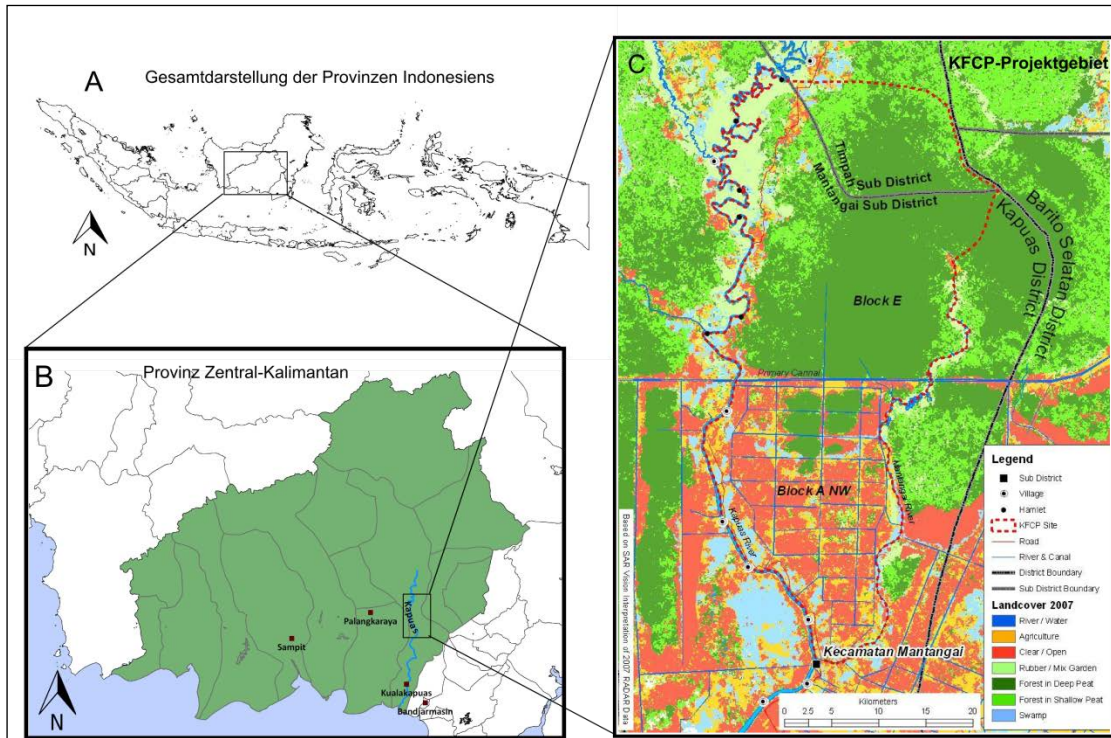 A
Gesamtdarstellung der Provinzen Indonesiens
N
B
Provinz Zentral-Kalimantan
Kapuas
Palangkaraya
Sampit
Kualakapuas
Bandjarmasin
N
C
KFCP-Projektgebiet
Timpah Sub District
Mantangai Sub District
Barito Selatan District
Kapuas District
Block E
Primary Cannal
Block A NW
Kapuas River
Mantangai River
Kecamatan Mantangai
Based on SAR Vision Interpretation of 2007 RADAR Data
Kilometers
0 2.5 5 10 15 20
Legend
Sub District
Village
Hamlet
KFCP Site
Road
River & Canal
District Boundary
Sub District Boundary
Landcover 2007
River / Water
Agriculture
Clear / Open
Rubber / Mix Garden
Forest in Deep Peat
Forest in Shallow Peat
Swamp